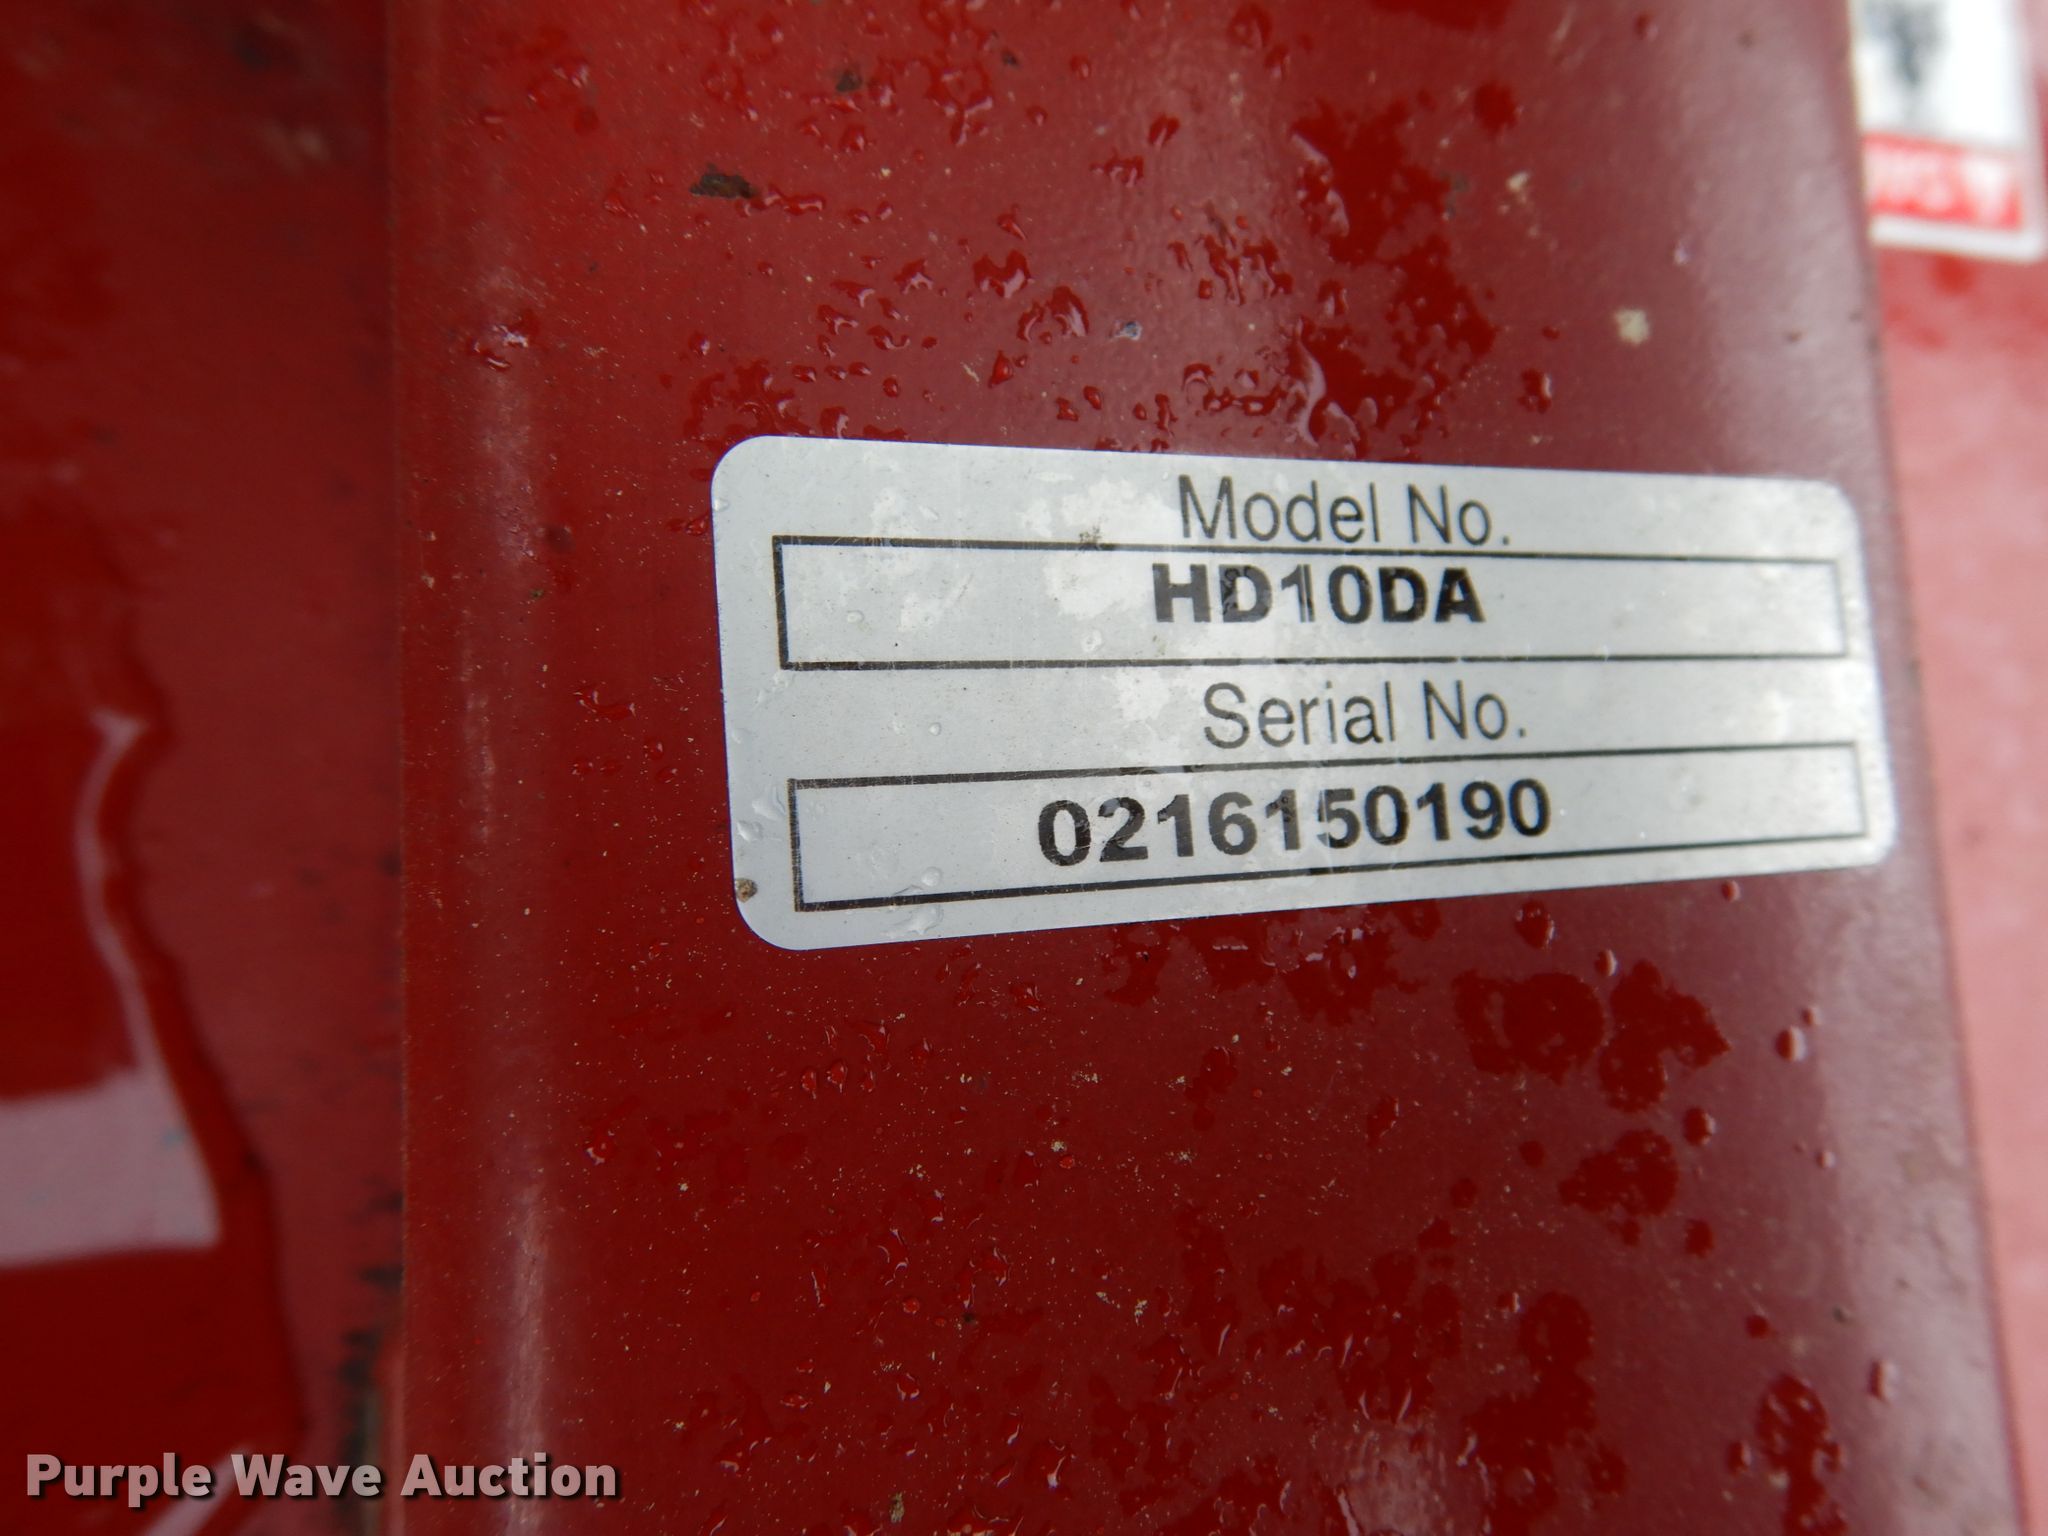 Model No.
HD10DA
Serial No.
0216150190
Purple Wave Auction